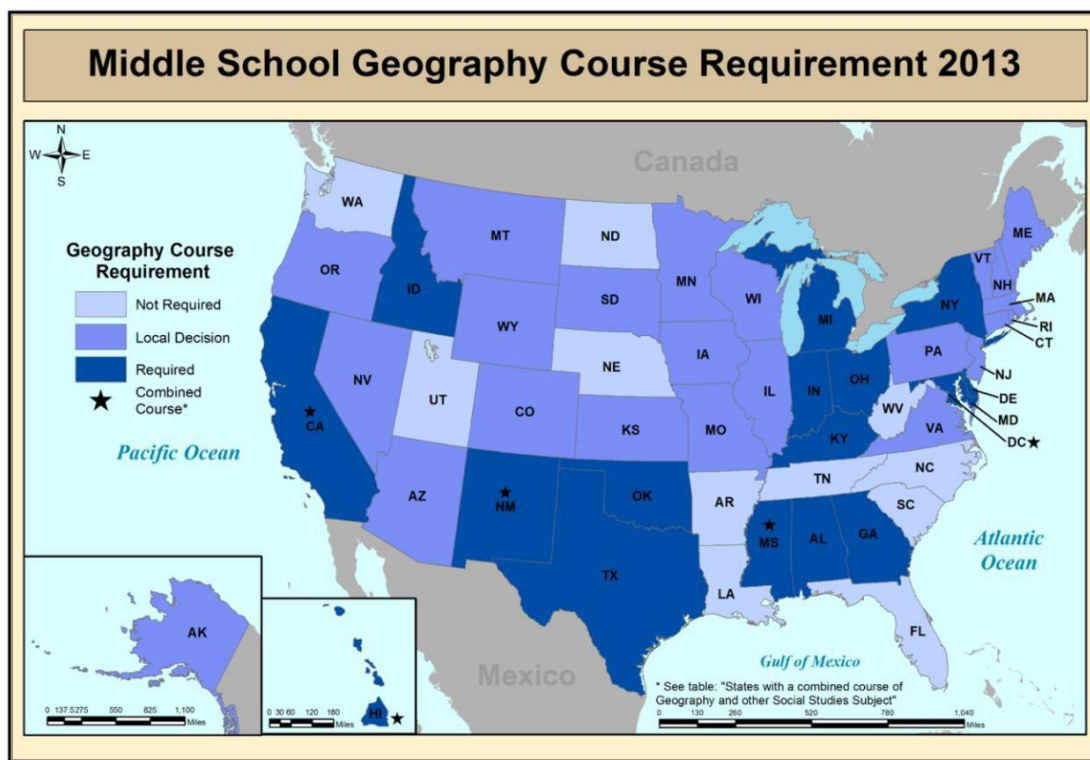 Middle School Geography Course Requirement 2013
N
W E
S
Canada
Geography Course
Requirement
Not Required
Local Decision
Required
Combined
Course*
Pacific Ocean
Atlantic
Ocean
Gulf of Mexico
Mexico
WA
OR
ID
MT
ND
MN
SD
WY
WI
MI
NY
VT
ME
NH
MA
RI
CT
NJ
DE
MD
DC
PA
CA
NV
UT
CO
NE
IA
IL
IN
OH
WV
VA
KS
MO
KY
TN
NC
SC
AZ
NM
OK
AR
TX
LA
MS
AL
GA
FL
AK
HI
0 137.5275 550 825 1,100
Miles
0 30 60 120 180
Miles
* See table: "States with a combined course of
Geography and other Social Studies Subject"
0 130 260 520 780 1,040
Miles